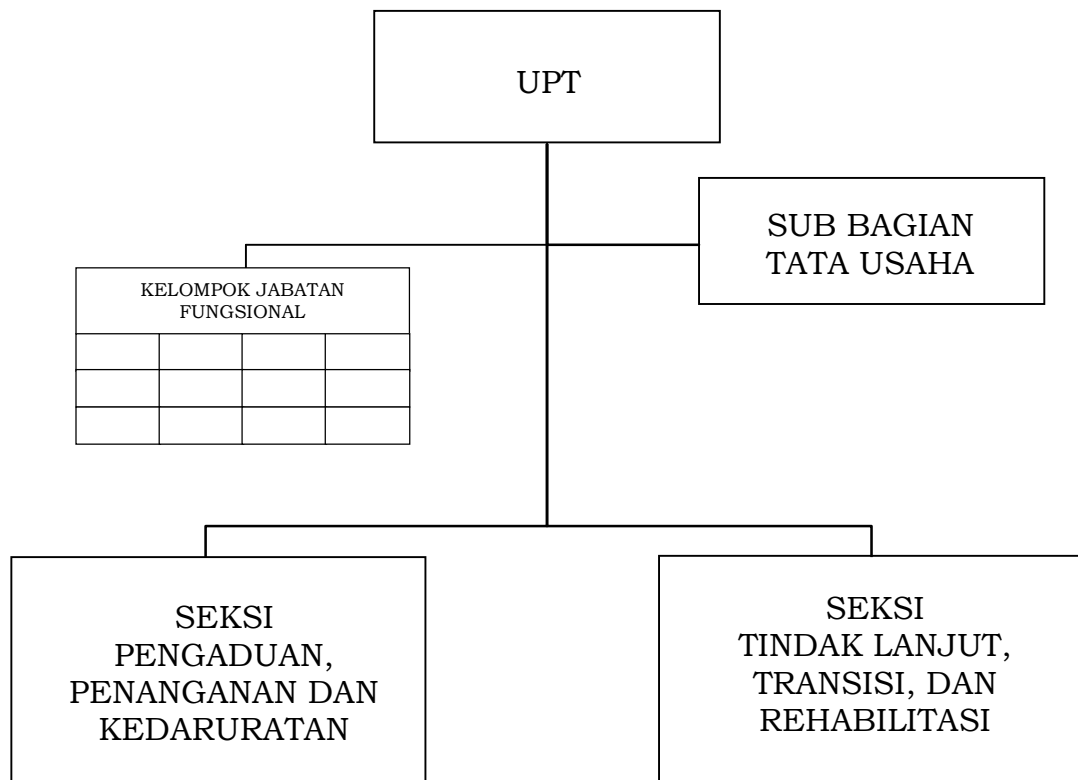 UPT
SUB BAGIAN
TATA USAHA
KELOMPOK JABATAN
FUNGSIONAL
SEKSI
PENGADUAN,
PENANGANAN DAN
KEDARURATAN
SEKSI
TINDAK LANJUT,
TRANSISI, DAN
REHABILITASI